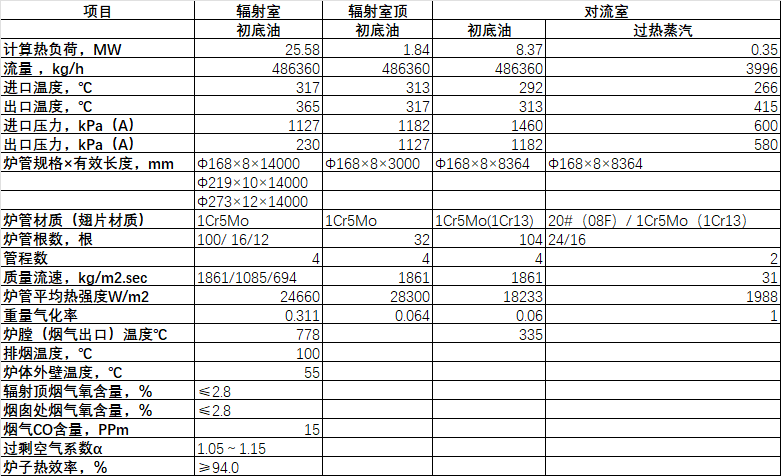 项目 辐射室 辐射室顶 对流室
初底油 初底油 初底油 过热蒸汽
计算热负荷，MW 25.58 1.84 8.37 0.35
流量 ，kg/h 486360 486360 486360 3996
进口温度，℃ 317 313 292 266
出口温度，℃ 365 317 313 415
进口压力，kPa（A） 1127 1182 1460 600
出口压力，kPa（A） 230 1127 1182 580
炉管规格×有效长度，mm Φ168×8×14000 Φ168×8×3000 Φ168×8×8364 Φ168×8×8364
Φ219×10×14000
Φ273×12×14000
炉管材质（翅片材质） 1Cr5Mo 1Cr5Mo 1Cr5Mo(1Cr13) 20#（08F）/ 1Cr5Mo（1Cr13）
炉管根数，根 100/ 16/12 32 104 24/16
管程数 4 4 4 2
质量流速，kg/m2.sec 1861/1085/694 1861 1861 31
炉管平均热强度W/m2 24660 28300 18233 1988
重量气化率 0.311 0.064 0.06 1
炉膛（烟气出口）温度℃ 778 335
排烟温度，℃ 100
炉体外壁温度，℃ 55
辐射顶烟气氧含量，% ≤2.8
烟囱处烟气氧含量，% ≤2.8
烟气CO含量，PPm 15
过剩空气系数α 1.05～1.15
炉子热效率，% ≥94.0